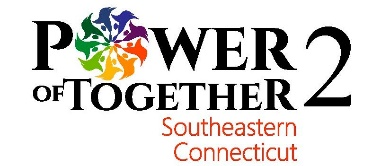 POWER 2
OF TOGETHER
Southeastern
Connecticut